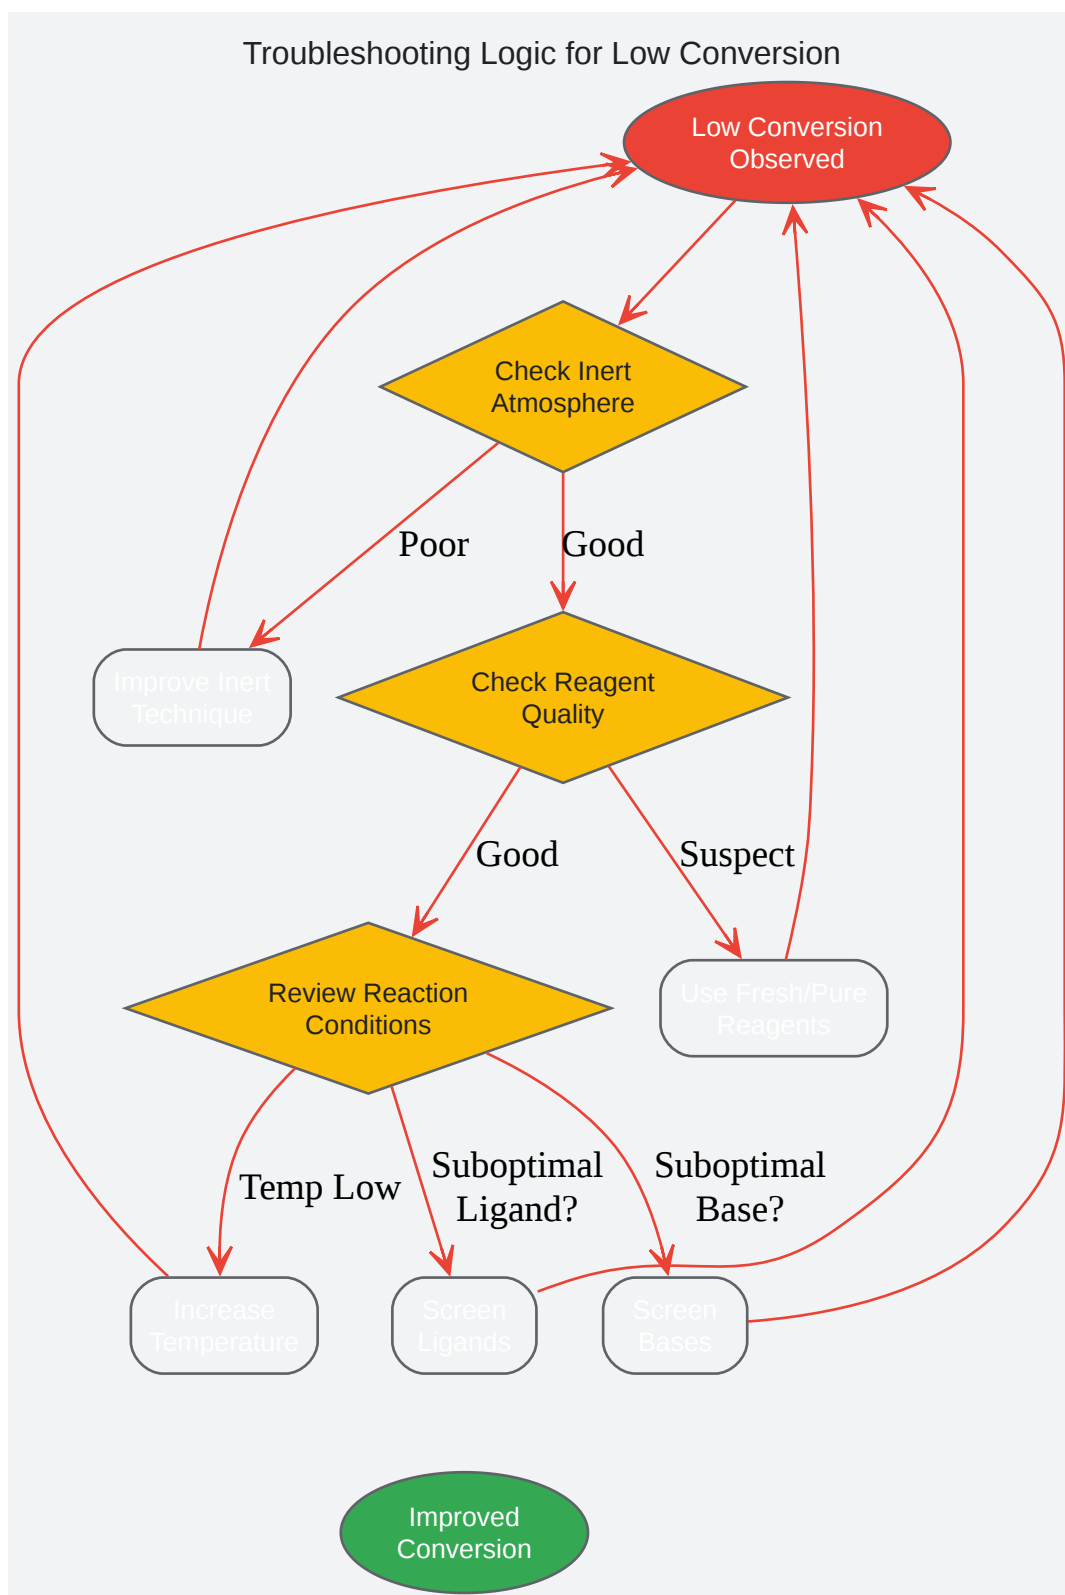 Troubleshooting Logic for Low Conversion
Low Conversion
Observed
Check Inert
Atmosphere
Poor
Good
Improve Inert
Technique
Check Reagent
Quality
Good
Suspect
Review Reaction
Conditions
Use Fresh/Pure
Reagents
Temp Low
Suboptimal
Ligand?
Suboptimal
Base?
Increase
Temperature
Screen
Ligands
Screen
Bases
Improved
Conversion